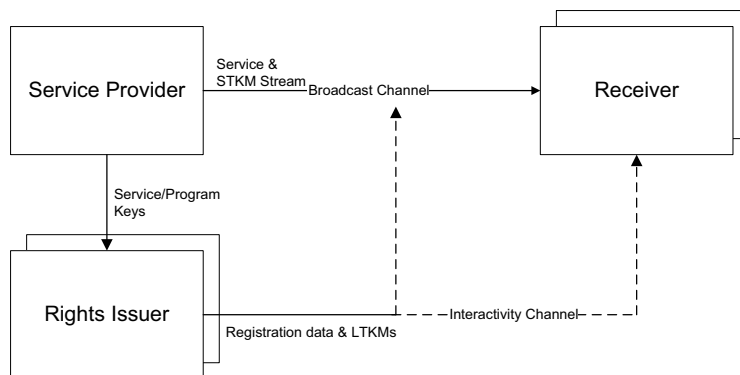 Service Provider
Service &
STKM Stream
Broadcast Channel
Receiver
Service/Program
Keys
Rights Issuer
Registration data & LTKMs
Interactivity Channel